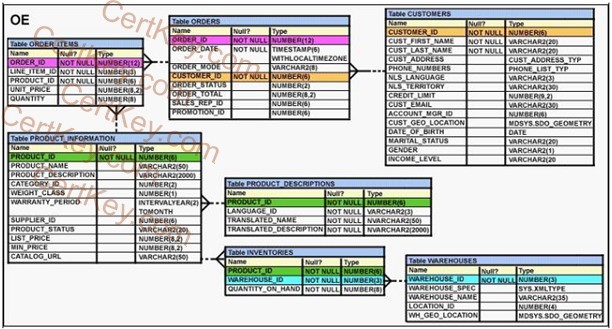 OE
Table ORDER_ITEMS
Name Null? Type
ORDER_ID NOT NULL NUMBER(12)
LINE_ITEM_ID NOT NULL NUMBER(3)
PRODUCT_ID NOT NULL NUMBER(6)
UNIT_PRICE NUMBER(8,2)
QUANTITY NUMBER(8)
Table ORDERS
Name Null? Type
ORDER_ID NOT NULL NUMBER(12)
ORDER_DATE NOT NULL TIMESTAMP(6)
WITHLOCALTIMEZONE
ORDER_MODE VARCHAR2(8)
CUSTOMER_ID NOT NULL NUMBER(6)
ORDER_STATUS NUMBER(2)
ORDER_TOTAL NUMBER(8,2)
SALES_REP_ID NUMBER(6)
PROMOTION_ID NUMBER(6)
Table CUSTOMERS
Name Null? Type
CUSTOMER_ID NOT NULL NUMBER(6)
CUST_FIRST_NAME NOT NULL VARCHAR2(20)
CUST_LAST_NAME NOT NULL VARCHAR2(20)
CUST_ADDRESS CUST_ADDRESS_TYP
PHONE_NUMBERS PHONE_LIST_TYP
NLS_LANGUAGE VARCHAR2(3)
NLS_TERRITORY VARCHAR2(30)
CREDIT_LIMIT NUMBER(9,2)
CUST_EMAIL VARCHAR2(30)
ACCOUNT_MGR_ID NUMBER(6)
CUST_GEO_LOCATION MDSYS.SDO_GEOMETRY
DATE_OF_BIRTH DATE
MARITAL_STATUS VARCHAR2(20)
GENDER VARCHAR2(1)
INCOME_LEVEL VARCHAR2(20
Table PRODUCT_INFORMATION
Name Null? Type
PRODUCT_ID NOT NULL NUMBER(6)
PRODUCT_NAME VARCHAR2(50)
PRODUCT_DESCRIPTION VARCHAR2(2000)
CATEGORY_ID NUMBER(2)
WEIGHT_CLASS NUMBER(1)
WARRANTY_PERIOD INTERVALYEAR(2)
TOMONTH
SUPPLIER_ID NUMBER(6)
PRODUCT_STATUS VARCHAR2(20)
LIST_PRICE NUMBER(8,2)
MIN_PRICE NUMBER(8,2)
CATALOG_URL VARCHAR2(50)
Table PRODUCT_DESCRIPTIONS
PRODUCT_ID NOT NULL NUMBER(6)
LANGUAGE_ID NOT NULL VARCHAR2(3)
TRANSLATED_NAME NOT NULL NVARCHAR(50)
TRANSLATED_DESCRIPTION NOT NULL NVARCHAR(2000)
Table INVENTORIES
Name Null? Type
PRODUCT_ID NOT NULL NUMBER(6)
WAREHOUSE_ID NOT NULL NUMBER(3)
QUANTITY_ON_HAND NOT NULL NUMBER(8)
Table WAREHOUSES
Name Null? Type
WAREHOUSE_ID NOT NULL NUMBER(3)
WAREHOUSE_SPEC SYS.XMLTYPE
WAREHOUSE_NAME VARCHAR2(35)
LOCATION_ID NUMBER(4)
WH_GEO_LOCATION MDSYS.SDO_GEOMETRY
CertKey.com
CertKey.com
CertKey.com